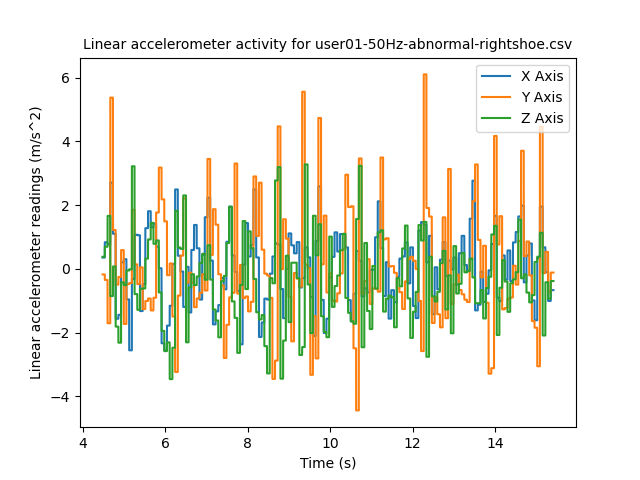 Linear accelerometer activity for user01-50Hz-abnormal-rightshoe.csv
X Axis
Y Axis
Z Axis
Linear accelerometer readings (m/s^2)
6
4
2
0
−2
−4
4
6
8
10
12
14
Time (s)